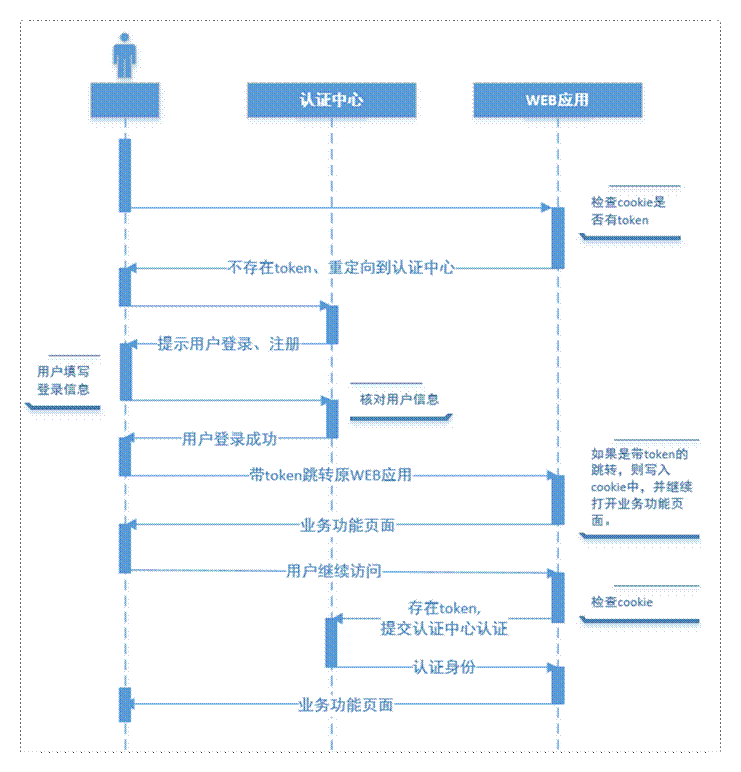 认证中心
WEB应用
检查cookie是
否有token
不存在token、重定向到认证中心
提示用户登录、注册
用户填写
登录信息
核对用户信息
用户登录成功
带token跳转原WEB应用
如果是带token的
跳转，则写入
cookie中，并继续
打开业务功能页
面。
业务功能页面
用户继续访问
检查cookie
存在token,
提交认证中心认证
认证身份
业务功能页面